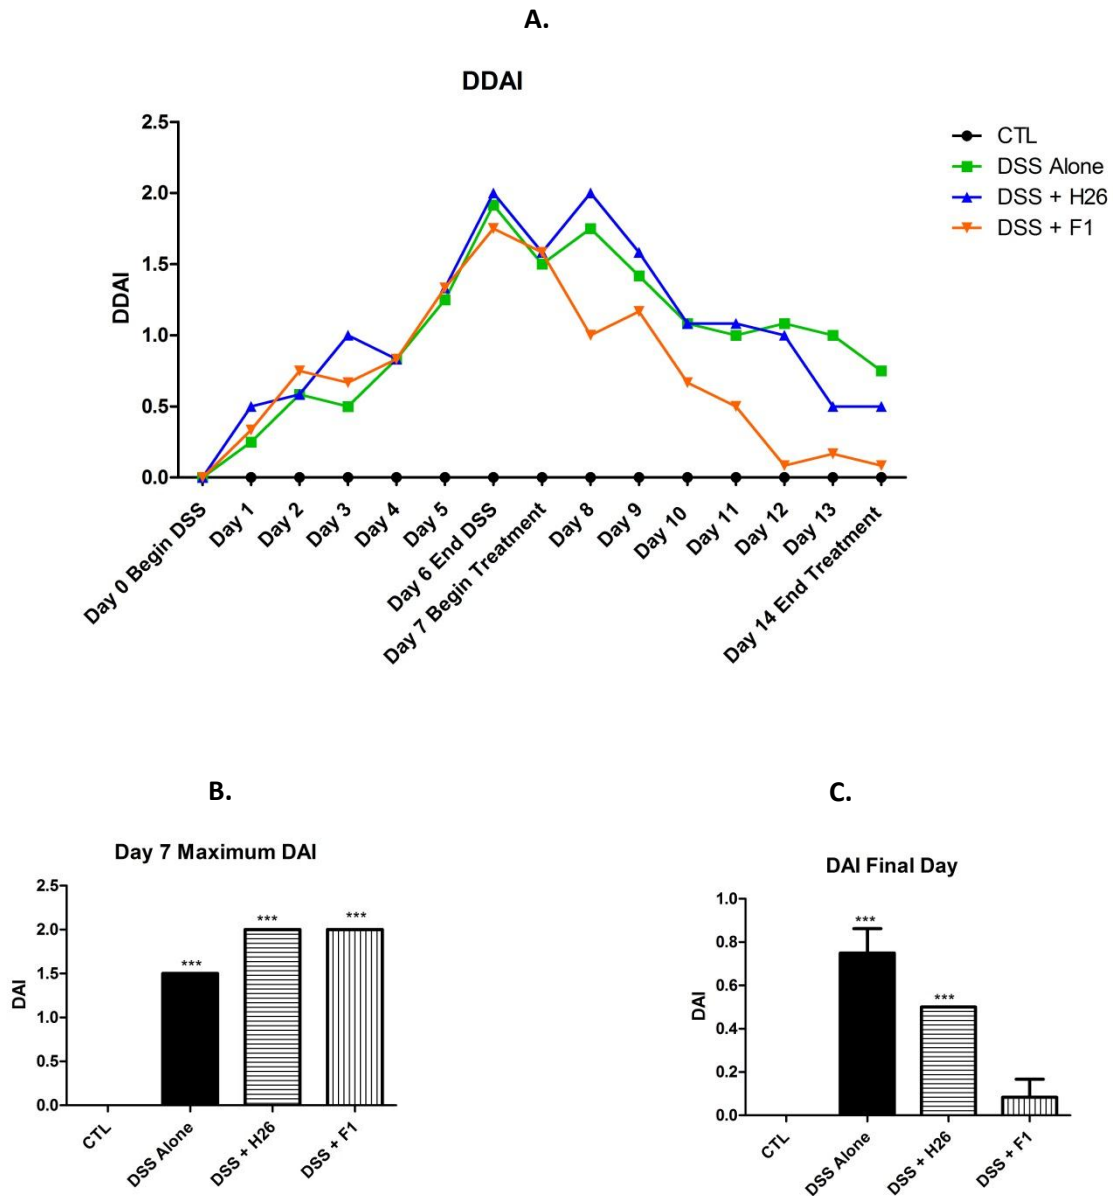 A.
DDAI
2.5
2.0
1.5
1.0
0.5
0.0
DDAI
CTL
DSS Alone
DSS + H26
DSS + F1
Day 0 Begin DSS
Day 1
Day 2
Day 3
Day 4
Day 5
Day 6 End DSS
Day 7 Begin Treatment
Day 8
Day 9
Day 10
Day 11
Day 12
Day 13
Day 14 End Treatment
B.
Day 7 Maximum DAI
2.5
2.0
1.5
1.0
0.5
0.0
DAI
***
***
***
CTL
DSS Alone
DSS + H26
DSS + F1
C.
DAI Final Day
1.0
0.8
0.6
0.4
0.2
0.0
DAI
***
***
CTL
DSS Alone
DSS + H26
DSS + F1